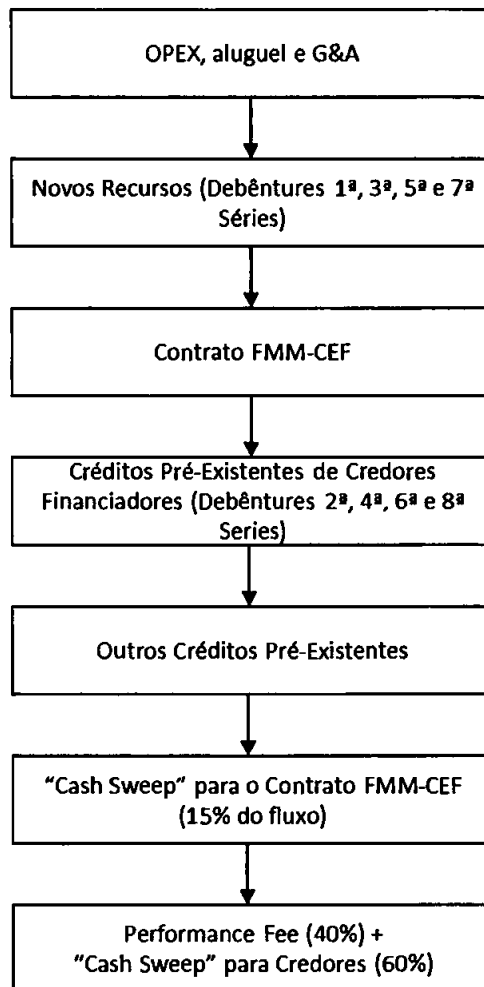 OPEX, aluguel e G&A
Novos Recursos (Debêntures 1ª, 3ª, 5ª e 7ª
Séries)
Contrato FMM-CEF
Créditos Pré-Existentes de Credores
Financiadores (Debêntures 2ª, 4ª, 6ª e 8ª
Series)
Outros Créditos Pré-Existentes
“Cash Sweep” para o Contrato FMM-CEF
(15% do fluxo)
Performance Fee (40%) +
“Cash Sweep” para Credores (60%)